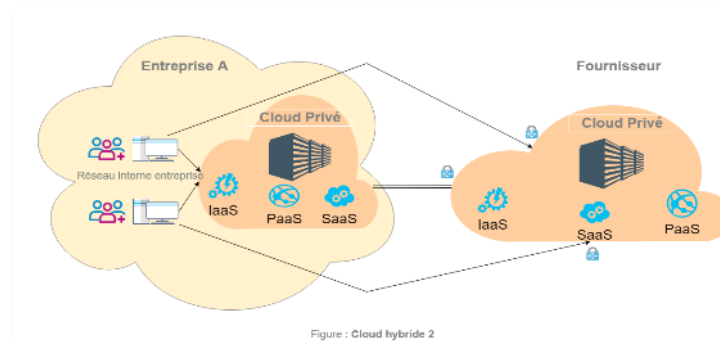 Entreprise A
Fournisseur
Cloud Privé
Cloud Privé
Réseau Interne entreprise
IaaS
PaaS
SaaS
IaaS
SaaS
PaaS
Figure : Cloud hybride 2